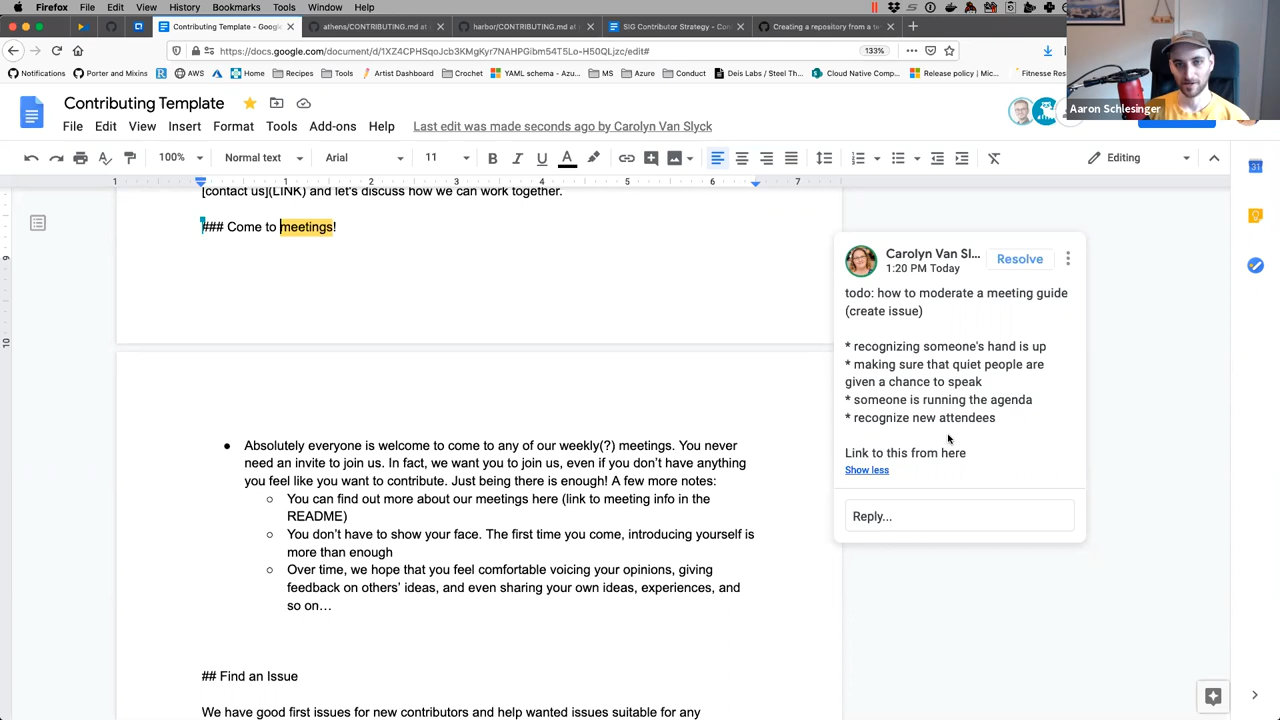 Firefox File Edit View History Bookmarks Tools Window Help
Contributing Template - Goog
athens/CONTRIBUTING.md at
harbor/CONTRIBUTING.md at
SIG Contributor Strategy - Con
Creating a repository from a te
https://docs.google.com/document/d/1XZ4CPHSqoJcb3KMgKyr7NAHPGibm54T5Lo-H50QLjzc/edit#
133%
Notifications Porter and Mixins AWS Home Recipes Tools Artist Dashboard Crochet YAML schema - Azu... MS Azure Conduct Deis Labs / Steel Th... Cloud Native Comp... Release policy | Mic... Fitnesse Res
Aaron Schlesinger
Contributing Template
File Edit View Insert Format Tools Add-ons Help Last edit was made seconds ago by Carolyn Van Slyck
100% Normal text Arial 11 Editing
1 1 2 3 4 5 6 7
[contact us](LINK) and let's discuss how we can work together.
### Come to meetings!
9
10
Carolyn Van Sl...
Resolve
1:20 PM Today
todo: how to moderate a meeting guide
(create issue)
* recognizing someone's hand is up
* making sure that quiet people are
given a chance to speak
* someone is running the agenda
* recognize new attendees
Link to this from here
Show less
Reply...
● Absolutely everyone is welcome to come to any of our weekly(?) meetings. You never
need an invite to join us. In fact, we want you to join us, even if you don't have anything
you feel like you want to contribute. Just being there is enough! A few more notes:
○ You can find out more about our meetings here (link to meeting info in the
README)
○ You don't have to show your face. The first time you come, introducing yourself is
more than enough
○ Over time, we hope that you feel comfortable voicing your opinions, giving
feedback on others' ideas, and even sharing your own ideas, experiences, and
so on…
## Find an Issue
We have good first issues for new contributors and help wanted issues suitable for any